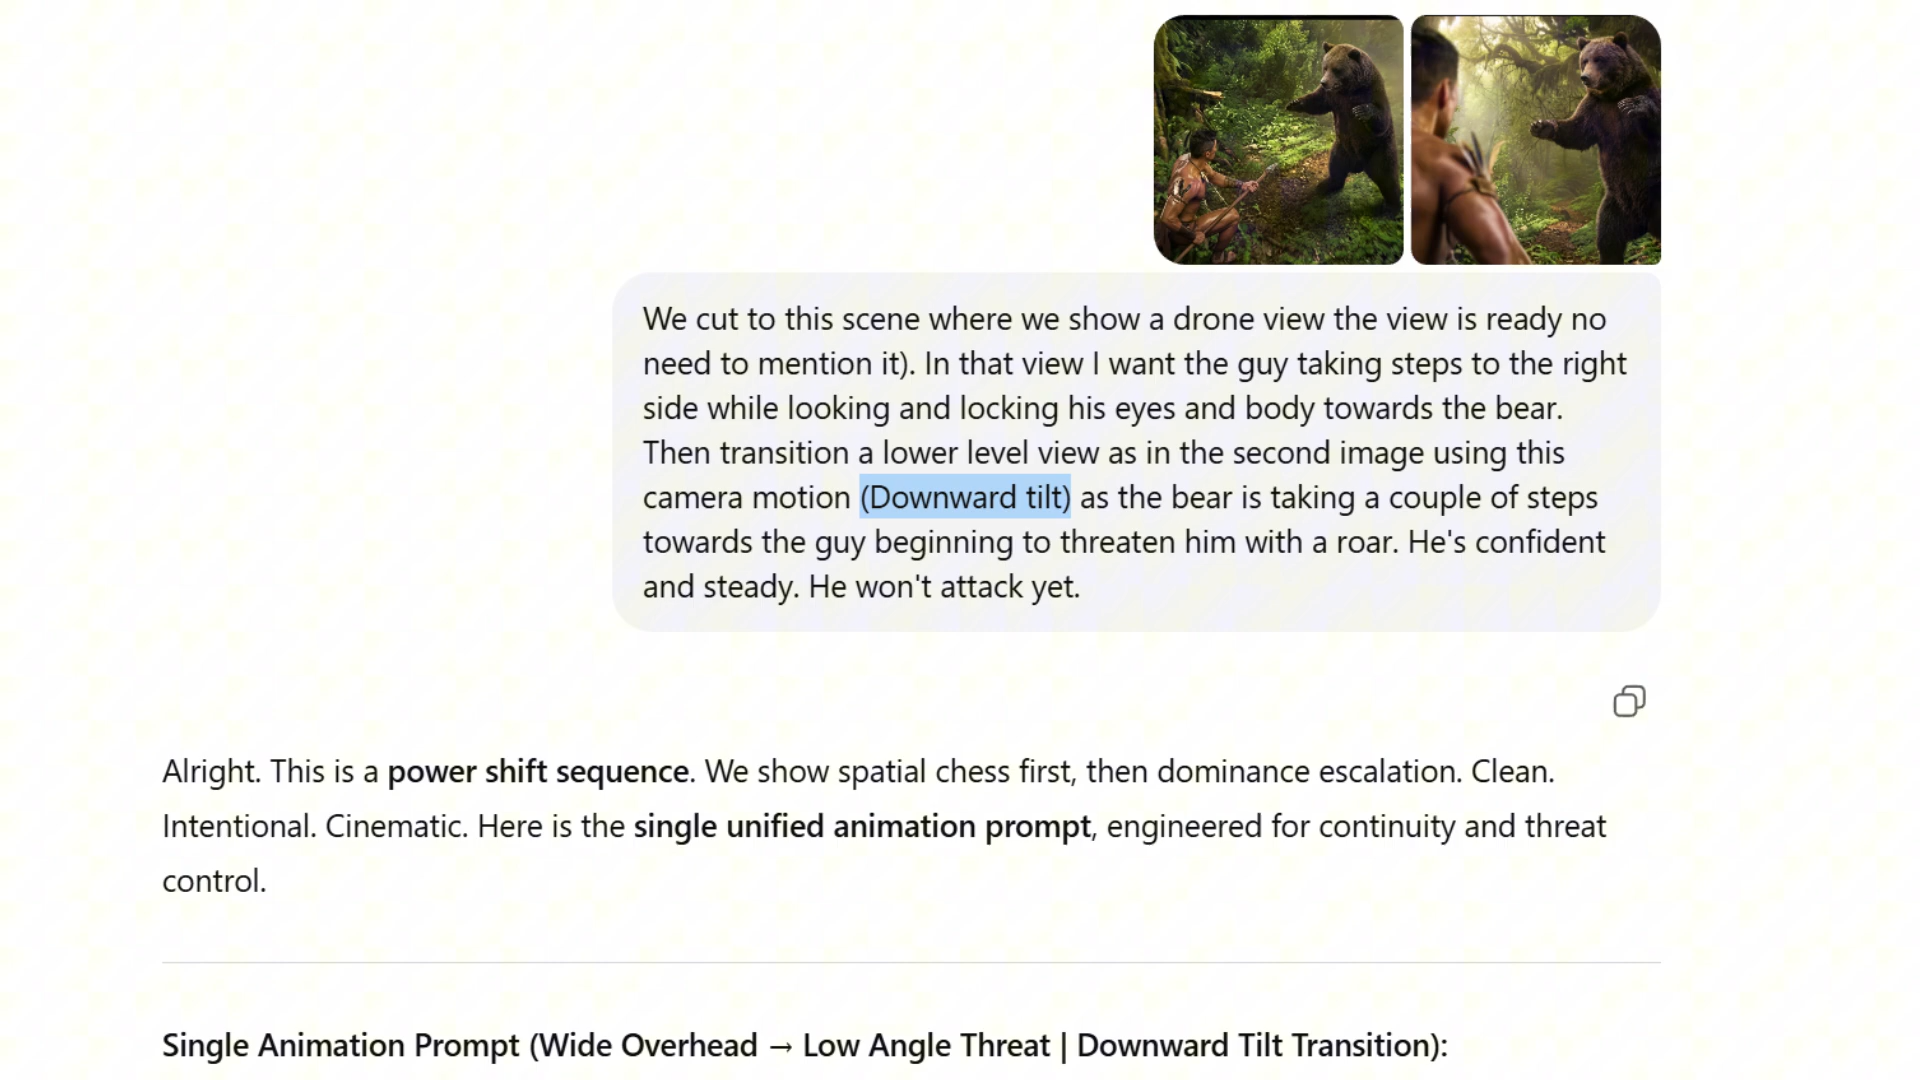 We cut to this scene where we show a drone view the view is ready no
need to mention it). In that view I want the guy taking steps to the right
side while looking and locking his eyes and body towards the bear.
Then transition a lower level view as in the second image using this
camera motion (Downward tilt) as the bear is taking a couple of steps
towards the guy beginning to threaten him with a roar. He's confident
and steady. He won't attack yet.
Alright. This is a power shift sequence. We show spatial chess first, then dominance escalation. Clean.
Intentional. Cinematic. Here is the single unified animation prompt, engineered for continuity and threat
control.
Single Animation Prompt (Wide Overhead → Low Angle Threat | Downward Tilt Transition):